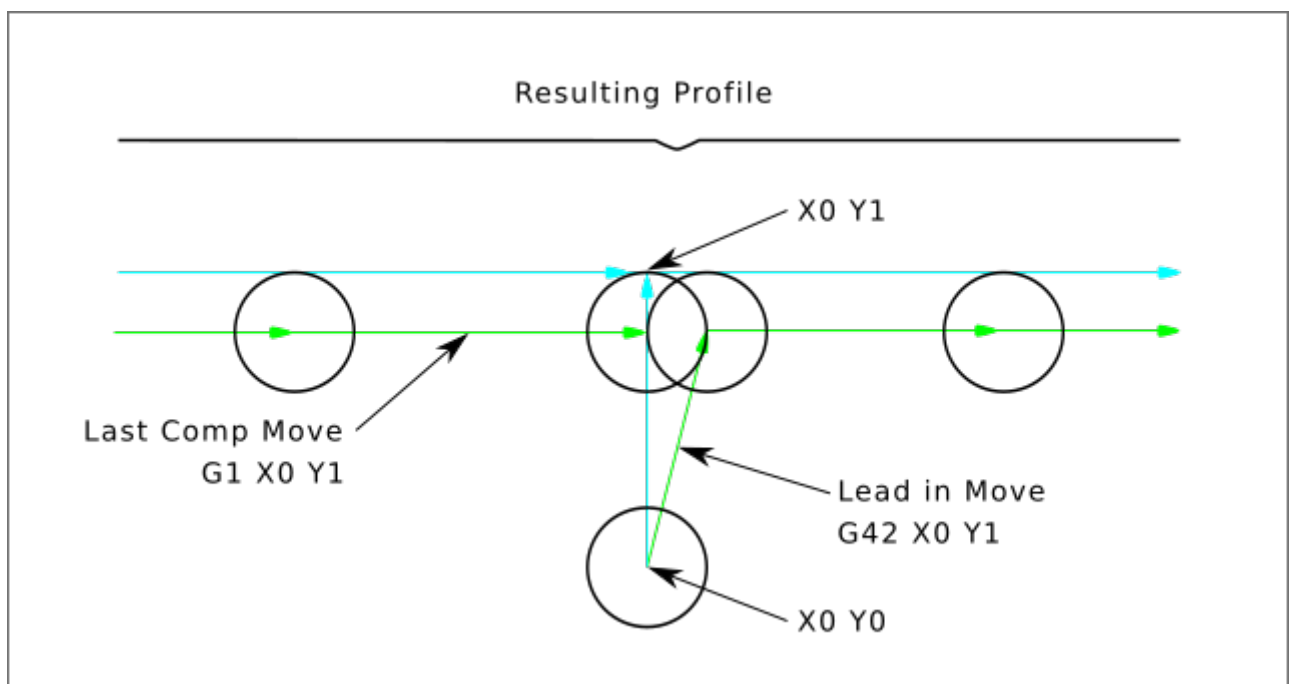 Resulting Profile
X0 Y1
Last Comp Move
G1 X0 Y1
Lead in Move
G42 X0 Y1
X0 Y0